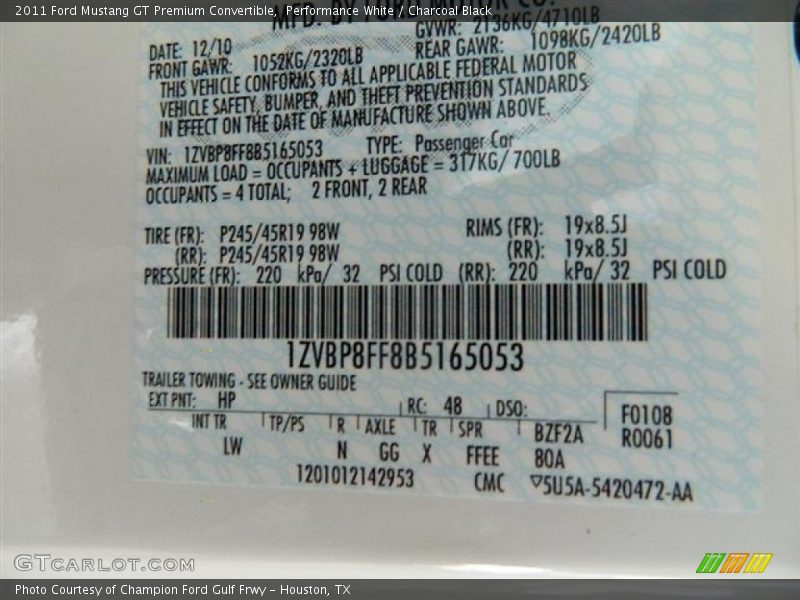 2011 Ford Mustang GT Premium Convertible, Performance White / Charcoal Black
MFD. BY FORD MOTOR CO.
DATE: 12/10 GVWR: 2136KG/4710LB
FRONT GAWR: 1052KG/2320LB REAR GAWR: 1098KG/2420LB
THIS VEHICLE CONFORMS TO ALL APPLICABLE FEDERAL MOTOR
VEHICLE SAFETY, BUMPER, AND THEFT PREVENTION STANDARDS
IN EFFECT ON THE DATE OF MANUFACTURE SHOWN ABOVE.
VIN: 1ZVBP8FF8B5165053 TYPE: Passenger Car
MAXIMUM LOAD = OCCUPANTS + LUGGAGE = 317KG/ 700LB
OCCUPANTS = 4 TOTAL; 2 FRONT, 2 REAR
TIRE (FR): P245/45R19 98W RIMS (FR): 19x8.5J
(RR): P245/45R19 98W (RR): 19x8.5J
PRESSURE (FR): 220 kPa/ 32 PSI COLD (RR): 220 kPa/ 32 PSI COLD
1ZVBP8FF8B5165053
TRAILER TOWING - SEE OWNER GUIDE
EXT PNT: HP RC: 48 DSO: F0108
INT TR TP/PS R AXLE TR SPR BZF2A R0061
LW N GG X FFEE 80A
1201012142953 CMC ▽5U5A-5420472-AA
GTCARLOT.COM
Photo Courtesy of Champion Ford Gulf Frwy – Houston, TX